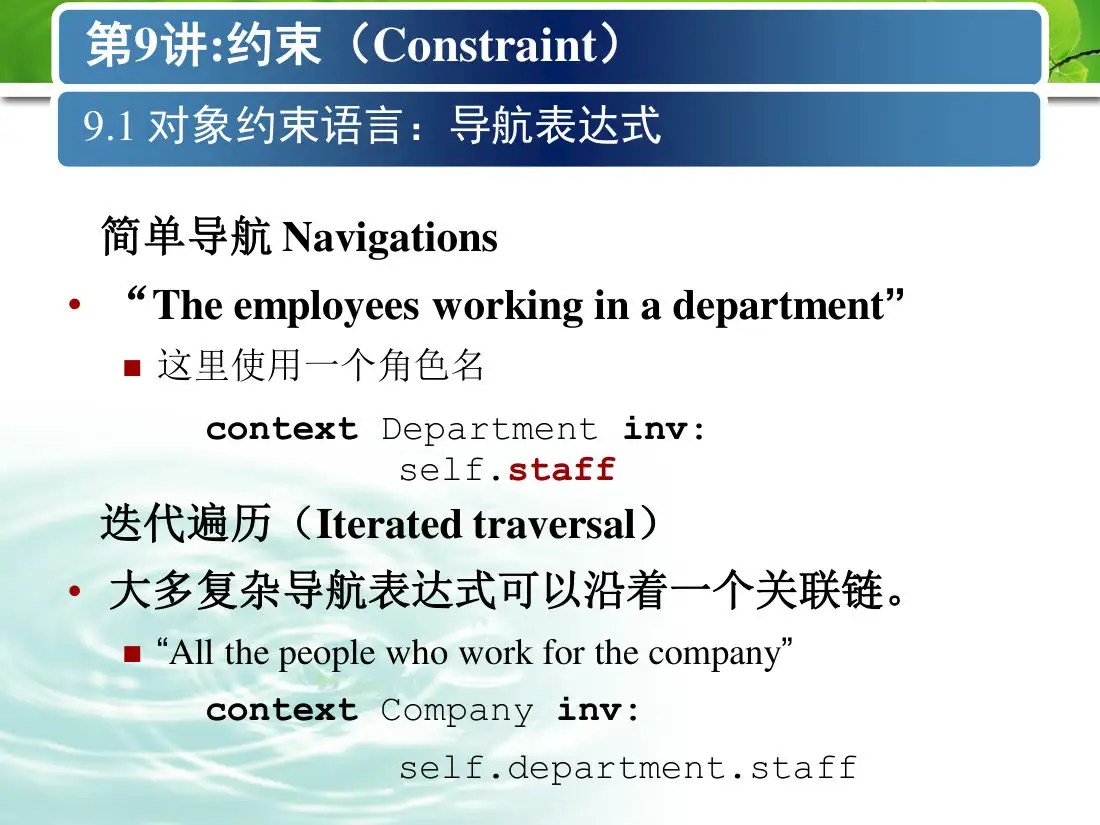 第9讲:约束（Constraint）
9.1 对象约束语言：导航表达式
简单导航 Navigations
• “The employees working in a department”
■ 这里使用一个角色名
context Department inv:
self.staff
迭代遍历（Iterated traversal）
• 大多复杂导航表达式可以沿着一个关联链。
■ “All the people who work for the company”
context Company inv:
self.department.staff